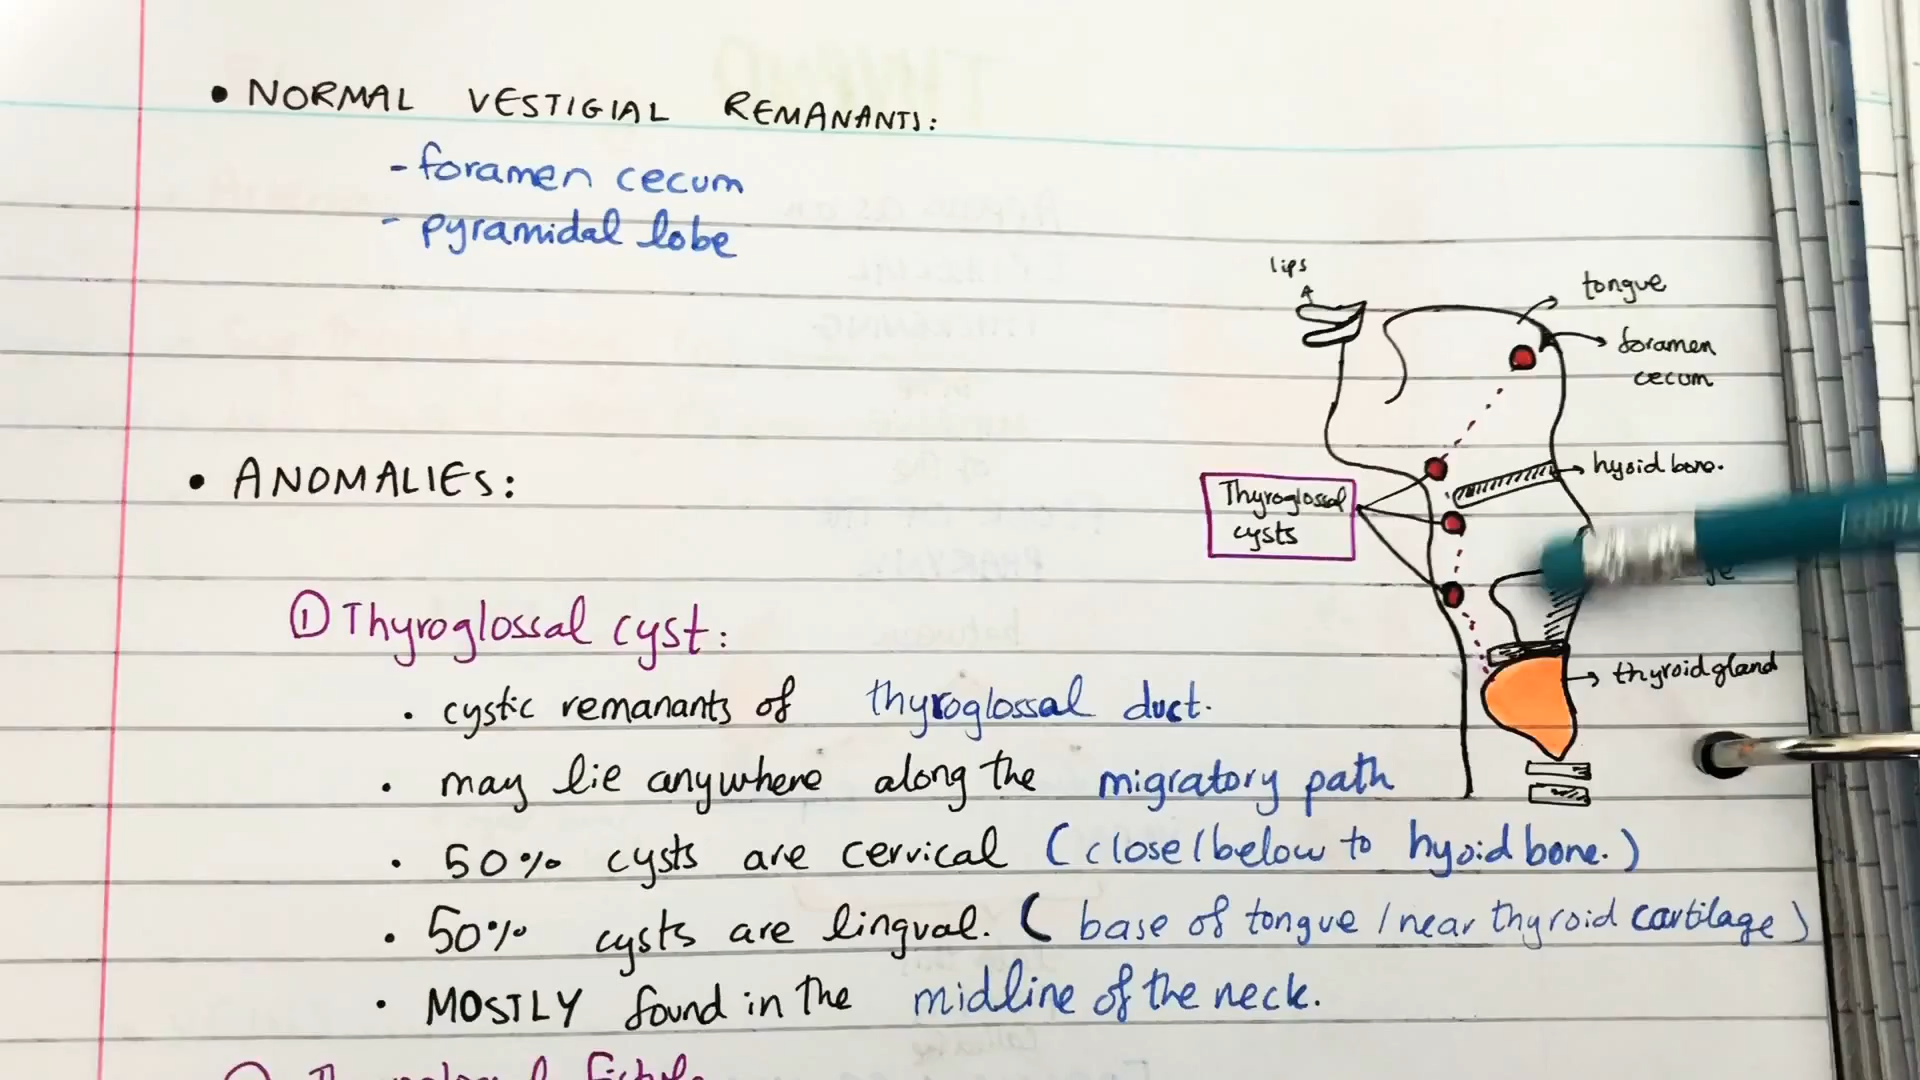 • NORMAL VESTIGIAL REMANANTS:
- foramen cecum
- pyramidal lobe
lips
tongue
foramen
cecum
hyoid bone.
Thyroglossal
cysts
thyroid gland
• ANOMALIES:
① Thyroglossal cyst:
• cystic remanants of thyroglossal duct.
• may lie anywhere along the migratory path
• 50% cysts are cervical (close/below to hyoid bone.)
• 50% cysts are lingual. (base of tongue / near thyroid cartilage)
• MOSTLY found in the midline of the neck.